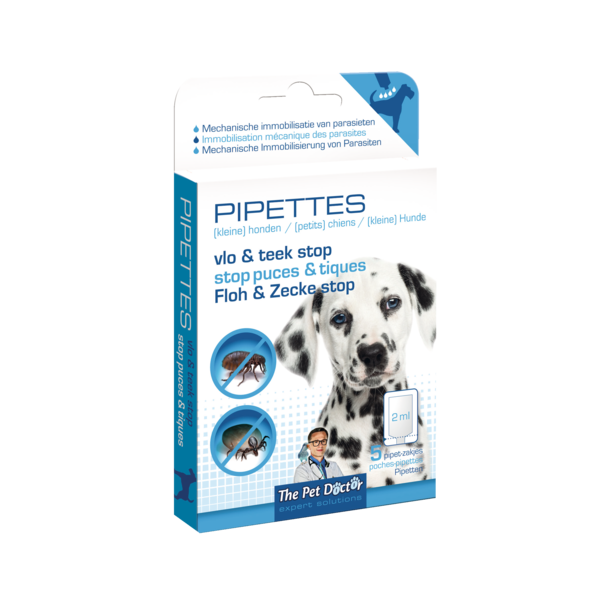 Mechanische immobilisatie van parasieten
Immobilisation mécanique des parasites
Mechanische Immobilisierung von Parasiten
PIPETTES
(kleine) honden / (petits) chiens / (kleine) Hunde
vlo & teek stop
stop puces & tiques
Floh & Zecke stop
2 ml
5 pipet-zakjes
poches-pipettes
Pipetten
The Pet Doctor
expert solutions
PIPETTES
vlo & teek stop
stop puces & tiques